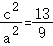 c²/a² = 13/9